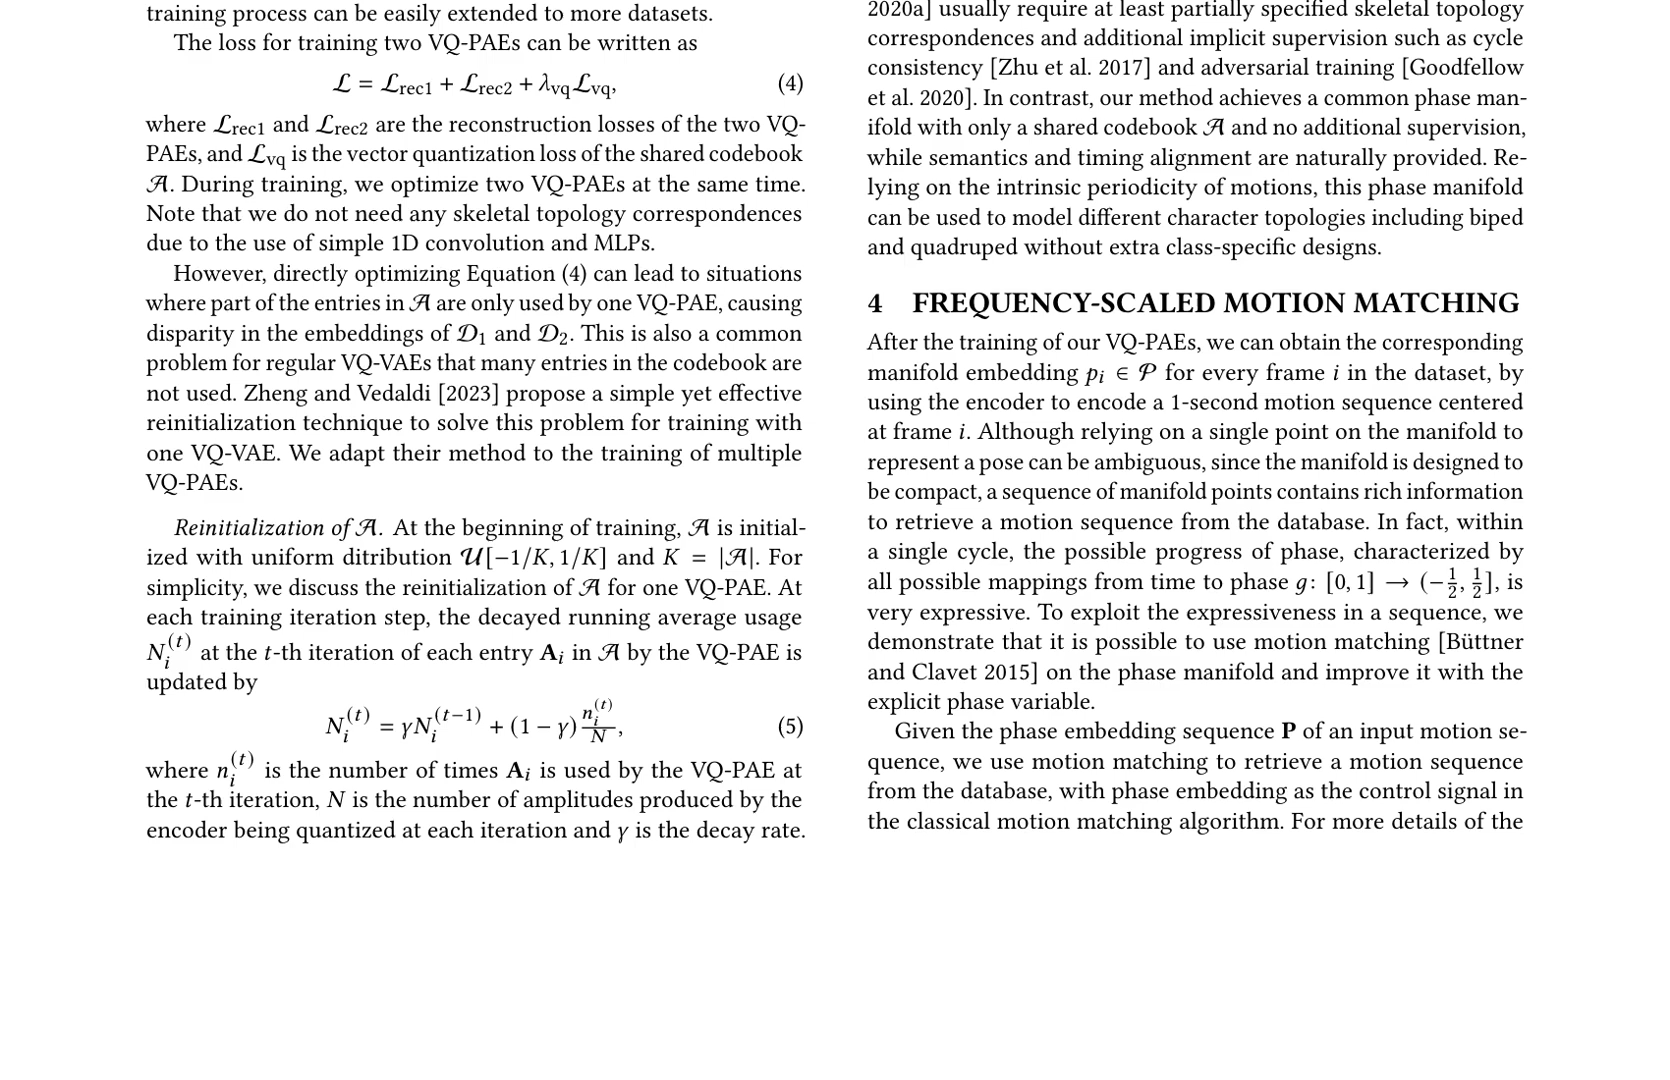 training process can be easily extended to more datasets.
The loss for training two VQ-PAEs can be written as
ℒ = ℒrec1 + ℒrec2 + λvqℒvq, (4)
where ℒrec1 and ℒrec2 are the reconstruction losses of the two VQ-
PAEs, and ℒvq is the vector quantization loss of the shared codebook
𝒜. During training, we optimize two VQ-PAEs at the same time.
Note that we do not need any skeletal topology correspondences
due to the use of simple 1D convolution and MLPs.
However, directly optimizing Equation (4) can lead to situations
where part of the entries in 𝒜 are only used by one VQ-PAE, causing
disparity in the embeddings of 𝒟1 and 𝒟2. This is also a common
problem for regular VQ-VAEs that many entries in the codebook are
not used. Zheng and Vedaldi [2023] propose a simple yet effective
reinitialization technique to solve this problem for training with
one VQ-VAE. We adapt their method to the training of multiple
VQ-PAEs.
Reinitialization of 𝒜. At the beginning of training, 𝒜 is initial-
ized with uniform ditribution 𝒰[−1/K, 1/K] and K = |𝒜|. For
simplicity, we discuss the reinitialization of 𝒜 for one VQ-PAE. At
each training iteration step, the decayed running average usage
N_i^(t) at the t-th iteration of each entry A_i in 𝒜 by the VQ-PAE is
updated by
N_i^(t) = γN_i^(t−1) + (1 − γ) n_i^(t)/N, (5)
where n_i^(t) is the number of times A_i is used by the VQ-PAE at
the t-th iteration, N is the number of amplitudes produced by the
encoder being quantized at each iteration and γ is the decay rate.
2020a] usually require at least partially specified skeletal topology
correspondences and additional implicit supervision such as cycle
consistency [Zhu et al. 2017] and adversarial training [Goodfellow
et al. 2020]. In contrast, our method achieves a common phase man-
ifold with only a shared codebook 𝒜 and no additional supervision,
while semantics and timing alignment are naturally provided. Re-
lying on the intrinsic periodicity of motions, this phase manifold
can be used to model different character topologies including biped
and quadruped without extra class-specific designs.
4 FREQUENCY-SCALED MOTION MATCHING
After the training of our VQ-PAEs, we can obtain the corresponding
manifold embedding p_i ∈ 𝒫 for every frame i in the dataset, by
using the encoder to encode a 1-second motion sequence centered
at frame i. Although relying on a single point on the manifold to
represent a pose can be ambiguous, since the manifold is designed to
be compact, a sequence of manifold points contains rich information
to retrieve a motion sequence from the database. In fact, within
a single cycle, the possible progress of phase, characterized by
all possible mappings from time to phase g: [0, 1] → (−1/2, 1/2], is
very expressive. To exploit the expressiveness in a sequence, we
demonstrate that it is possible to use motion matching [Büttner
and Clavet 2015] on the phase manifold and improve it with the
explicit phase variable.
Given the phase embedding sequence P of an input motion se-
quence, we use motion matching to retrieve a motion sequence
from the database, with phase embedding as the control signal in
the classical motion matching algorithm. For more details of the